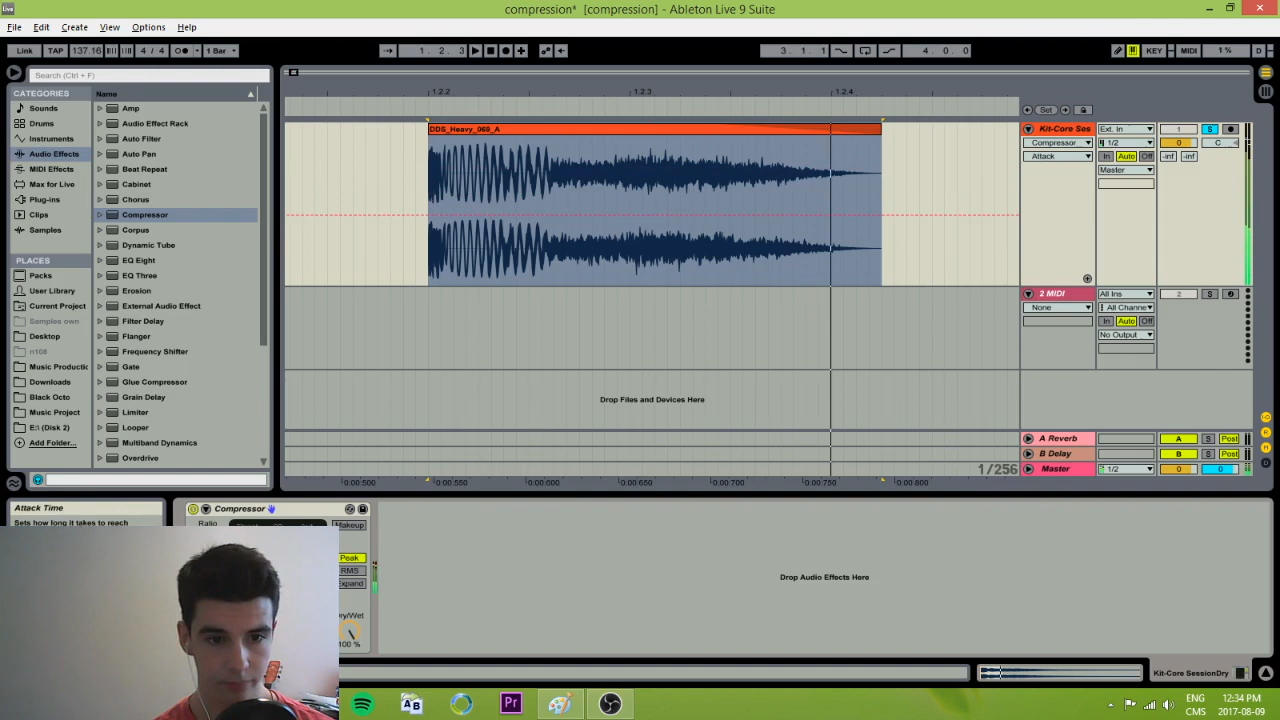 Live
compression* [compression] - Ableton Live 9 Suite
File Edit Create View Options Help
Link TAP 137.16 4 / 4 1 Bar 1. 2. 3 3. 1. 1 4. 0. 0 KEY MIDI 1 % D
Search (Ctrl + F)
CATEGORIES
Sounds
Drums
Instruments
Audio Effects
MIDI Effects
Max for Live
Plug-ins
Clips
Samples
PLACES
Packs
User Library
Current Project
Samples own
Desktop
n108
Music Productic
Downloads
Black Octo
Music Project
E:\ (Disk 2)
Add Folder...
Name
Amp
Audio Effect Rack
Auto Filter
Auto Pan
Beat Repeat
Cabinet
Chorus
Compressor
Corpus
Dynamic Tube
EQ Eight
EQ Three
Erosion
External Audio Effect
Filter Delay
Flanger
Frequency Shifter
Gate
Glue Compressor
Grain Delay
Limiter
Looper
Multiband Dynamics
Overdrive
1.2.2 1.2.3 1.2.4
Set
DDS_Heavy_069_A
Kit-Core Ses Ext. In 1 S
Compressor 1/2 0 C
Attack In Auto Off -inf -inf
Master
2 MIDI All Ins 2 S
None All Channe
In Auto Off
No Output
Drop Files and Devices Here
A Reverb A S Post
B Delay B S Post
Master 1/2 0 0
1/256
0:00:500 0:00:550 0:00:600 0:00:650 0:00:700 0:00:750 0:00:800
Attack Time
Sets how long it takes to reach
Compressor
Ratio
Makeup
Peak
RMS
Expand
Dry/Wet
100 %
Drop Audio Effects Here
Kit-Core SessionDry
AB
Pr
ENG
CMS
12:34 PM
2017-08-09